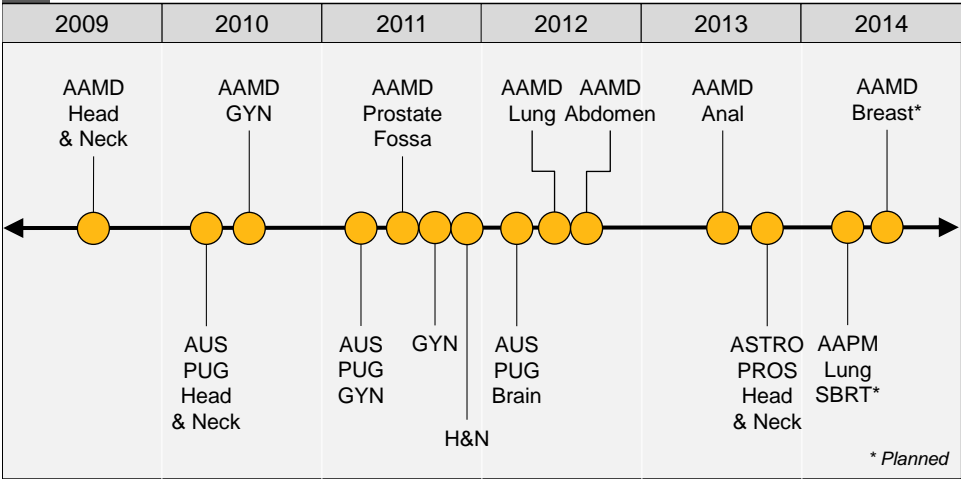 2009
2010
2011
2012
2013
2014
AAMD
Head
& Neck
AAMD
GYN
AAMD
Prostate
Fossa
AAMD
Lung
AAMD
Abdomen
AAMD
Anal
AAMD
Breast*
AUS
PUG
Head
& Neck
AUS
PUG
GYN
GYN
H&N
AUS
PUG
Brain
ASTRO
PROS
Head
& Neck
AAPM
Lung
SBRT*
* Planned